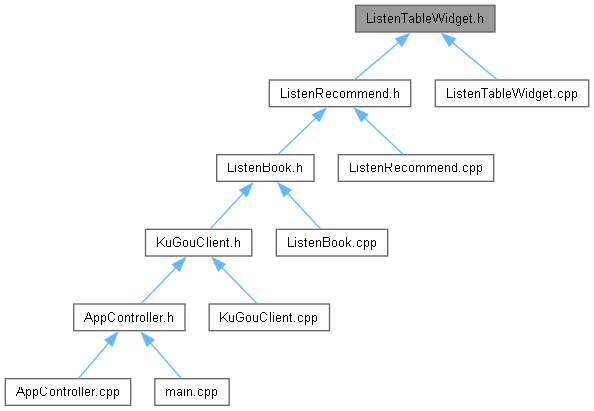 ListenTableWidget.h
ListenRecommend.h
ListenTableWidget.cpp
ListenBook.h
ListenRecommend.cpp
KuGouClient.h
ListenBook.cpp
AppController.h
KuGouClient.cpp
AppController.cpp
main.cpp